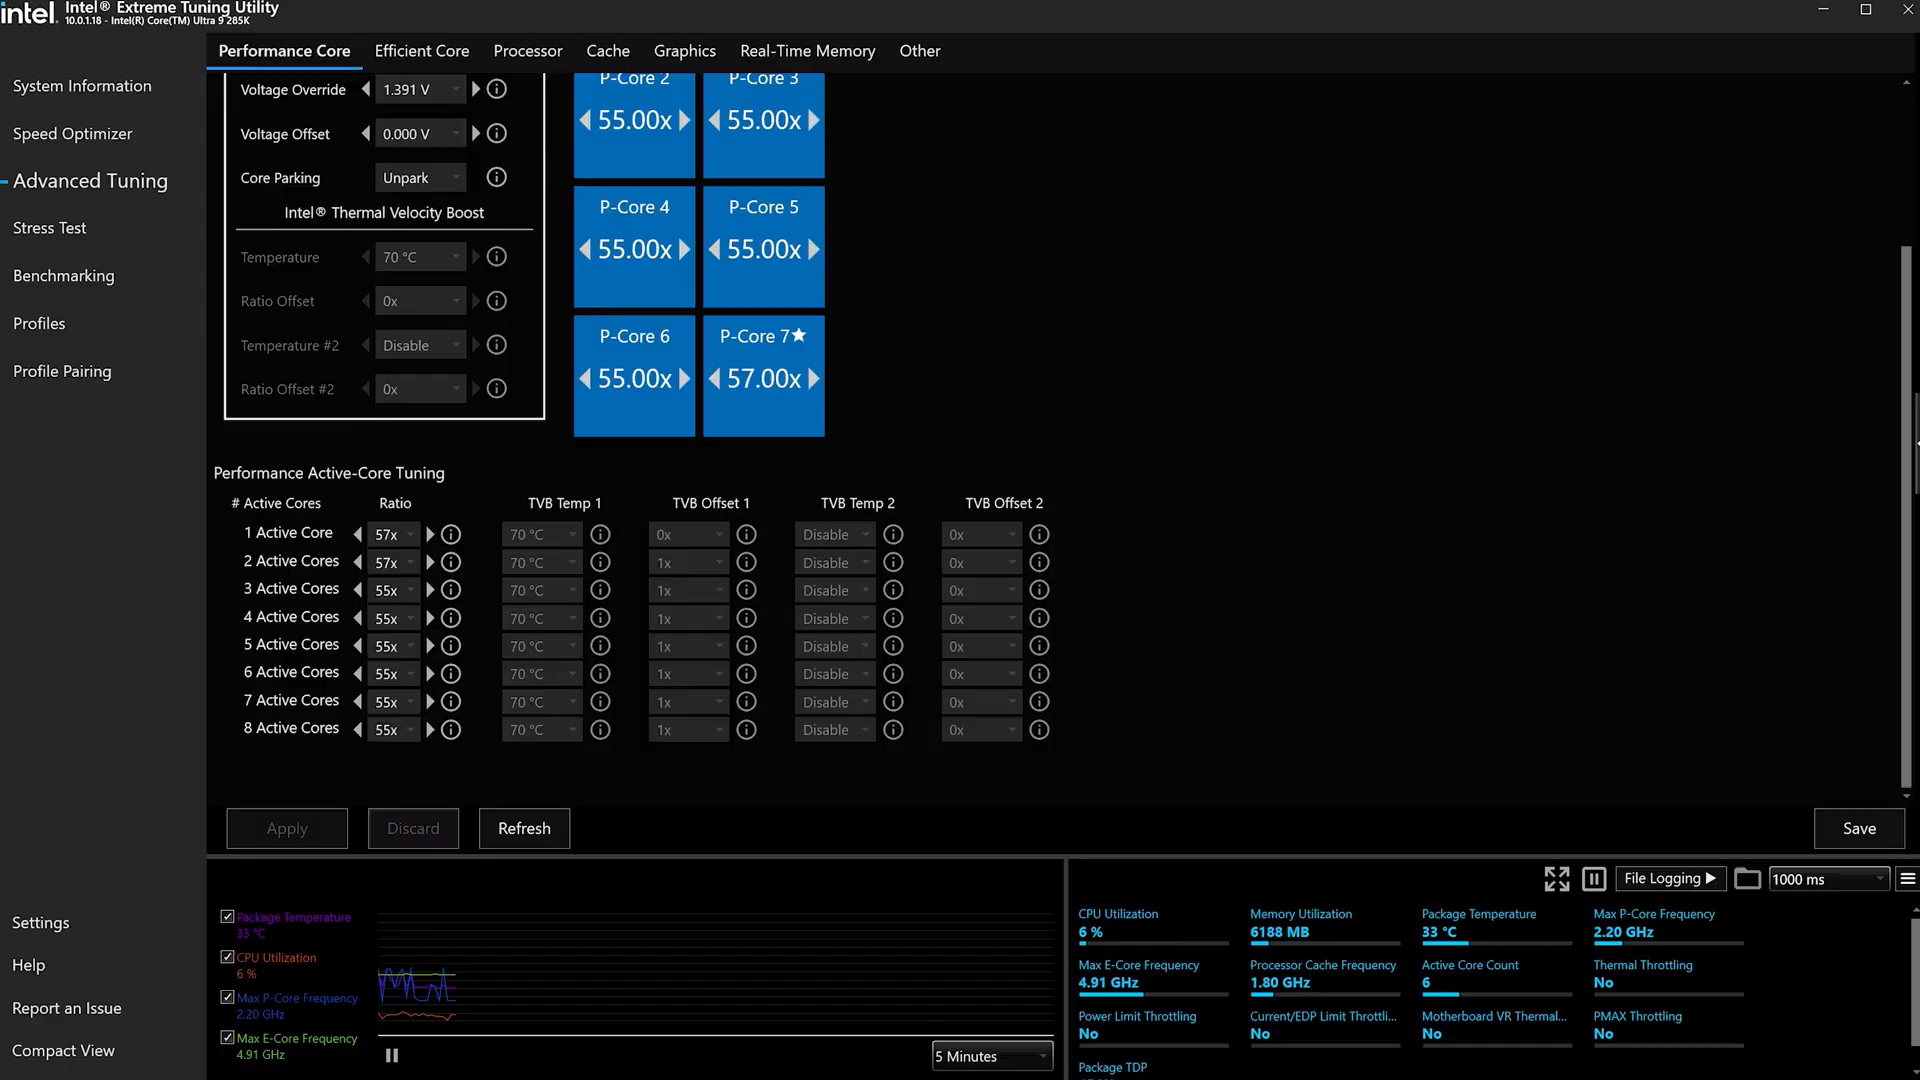 intel. Intel® Extreme Tuning Utility
10.0.1.18 - Intel(R) Core(TM) Ultra 9 285K
System Information
Speed Optimizer
Advanced Tuning
Stress Test
Benchmarking
Profiles
Profile Pairing
Settings
Help
Report an Issue
Compact View
Performance Core Efficient Core Processor Cache Graphics Real-Time Memory Other
Voltage Override 1.391 V
Voltage Offset 0.000 V
Core Parking Unpark
Intel® Thermal Velocity Boost
Temperature 70 °C
Ratio Offset 0x
Temperature #2 Disable
Ratio Offset #2 0x
P-Core 2 P-Core 3
55.00x 55.00x
P-Core 4 P-Core 5
55.00x 55.00x
P-Core 6 P-Core 7★
55.00x 57.00x
Performance Active-Core Tuning
# Active Cores Ratio TVB Temp 1 TVB Offset 1 TVB Temp 2 TVB Offset 2
1 Active Core 57x 70 °C 0x Disable 0x
2 Active Cores 57x 70 °C 1x Disable 0x
3 Active Cores 55x 70 °C 1x Disable 0x
4 Active Cores 55x 70 °C 1x Disable 0x
5 Active Cores 55x 70 °C 1x Disable 0x
6 Active Cores 55x 70 °C 1x Disable 0x
7 Active Cores 55x 70 °C 1x Disable 0x
8 Active Cores 55x 70 °C 1x Disable 0x
Apply Discard Refresh Save
Package Temperature
33 °C
CPU Utilization
6 %
Max P-Core Frequency
2.20 GHz
Max E-Core Frequency
4.91 GHz
5 Minutes
File Logging 1000 ms
CPU Utilization Memory Utilization Package Temperature Max P-Core Frequency
6 % 6188 MB 33 °C 2.20 GHz
Max E-Core Frequency Processor Cache Frequency Active Core Count Thermal Throttling
4.91 GHz 1.80 GHz 6 No
Power Limit Throttling Current/EDP Limit Throttli... Motherboard VR Thermal... PMAX Throttling
No No No No
Package TDP